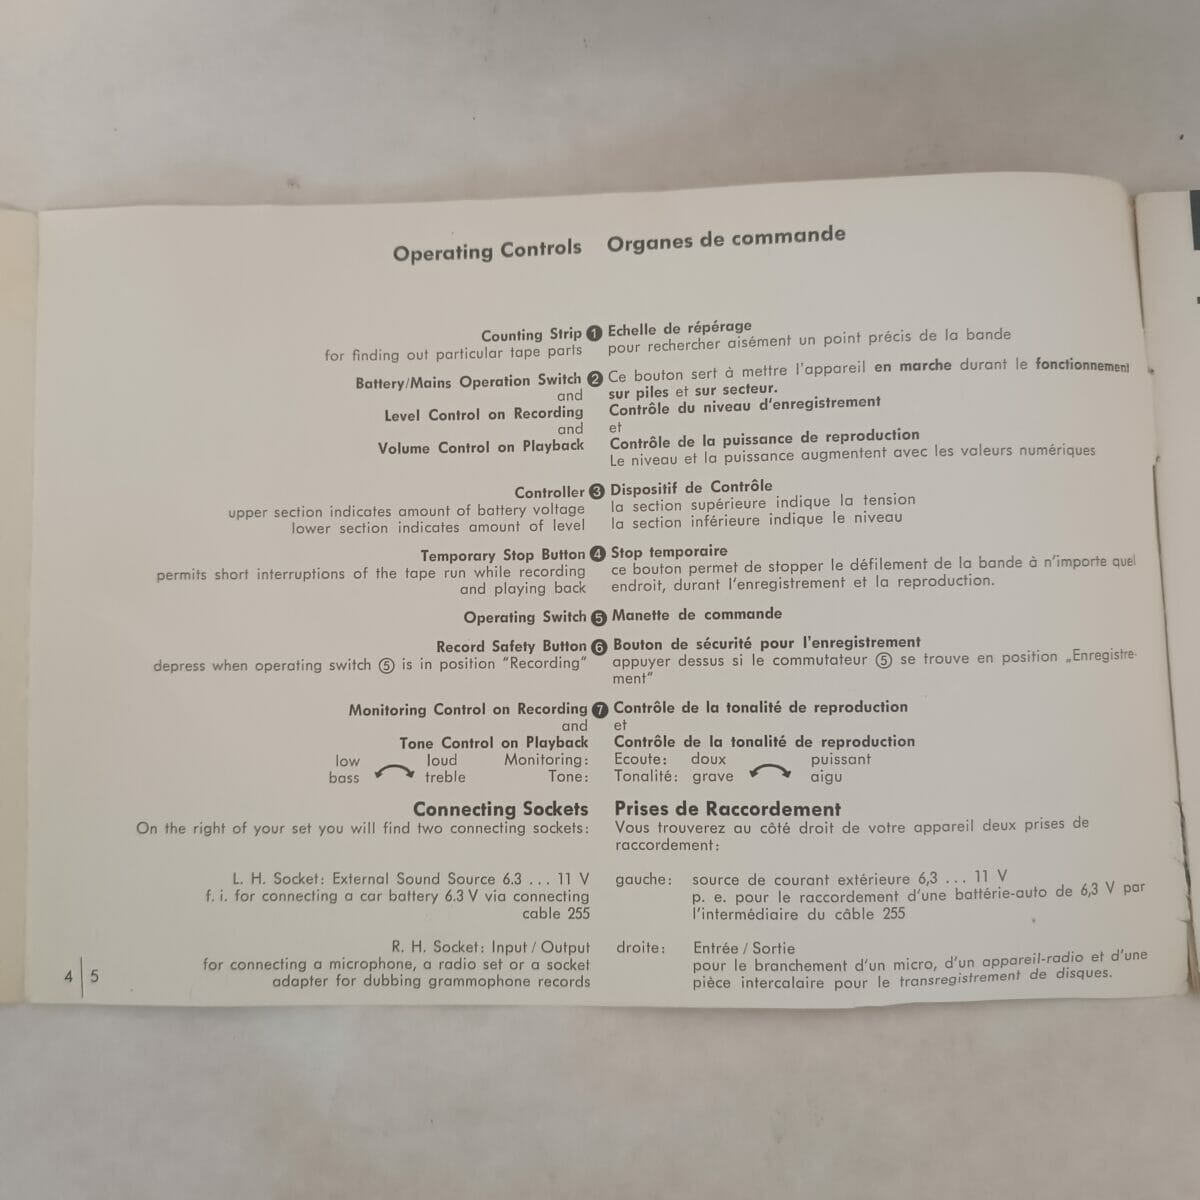 Operating Controls
Counting Strip 1
for finding out particular tape parts
Battery/Mains Operation Switch 2
and
Level Control on Recording
and
Volume Control on Playback
Controller 3
upper section indicates amount of battery voltage
lower section indicates amount of level
Temporary Stop Button 4
permits short interruptions of the tape run while recording
and playing back
Operating Switch 5
Record Safety Button 6
depress when operating switch ⑤ is in position "Recording"
Monitoring Control on Recording 7
and
Tone Control on Playback
low loud Monitoring:
bass treble Tone:
Connecting Sockets
On the right of your set you will find two connecting sockets:
L. H. Socket: External Sound Source 6.3 ... 11 V
f. i. for connecting a car battery 6.3 V via connecting
cable 255
R. H. Socket: Input / Output
for connecting a microphone, a radio set or a socket
adapter for dubbing grammophone records
4 | 5
Organes de commande
Echelle de répérage
pour rechercher aisément un point précis de la bande
Ce bouton sert à mettre l'appareil en marche durant le fonctionnement
sur piles et sur secteur.
Contrôle du niveau d'enregistrement
et
Contrôle de la puissance de reproduction
Le niveau et la puissance augmentent avec les valeurs numériques
Dispositif de Contrôle
la section supérieure indique la tension
la section inférieure indique le niveau
Stop temporaire
ce bouton permet de stopper le défilement de la bande à n'importe quel
endroit, durant l'enregistrement et la reproduction.
Manette de commande
Bouton de sécurité pour l'enregistrement
appuyer dessus si le commutateur ⑤ se trouve en position „Enregistre-
ment"
Contrôle de la tonalité de reproduction
et
Contrôle de la tonalité de reproduction
Ecoute: doux puissant
Tonalité: grave aigu
Prises de Raccordement
Vous trouverez au côté droit de votre appareil deux prises de
raccordement:
gauche: source de courant extérieure 6,3 ... 11 V
p. e. pour le raccordement d'une battérie-auto de 6,3 V par
l'intermédiaire du câble 255
droite: Entrée / Sortie
pour le branchement d'un micro, d'un appareil-radio et d'une
pièce intercalaire pour le transregistrement de disques.